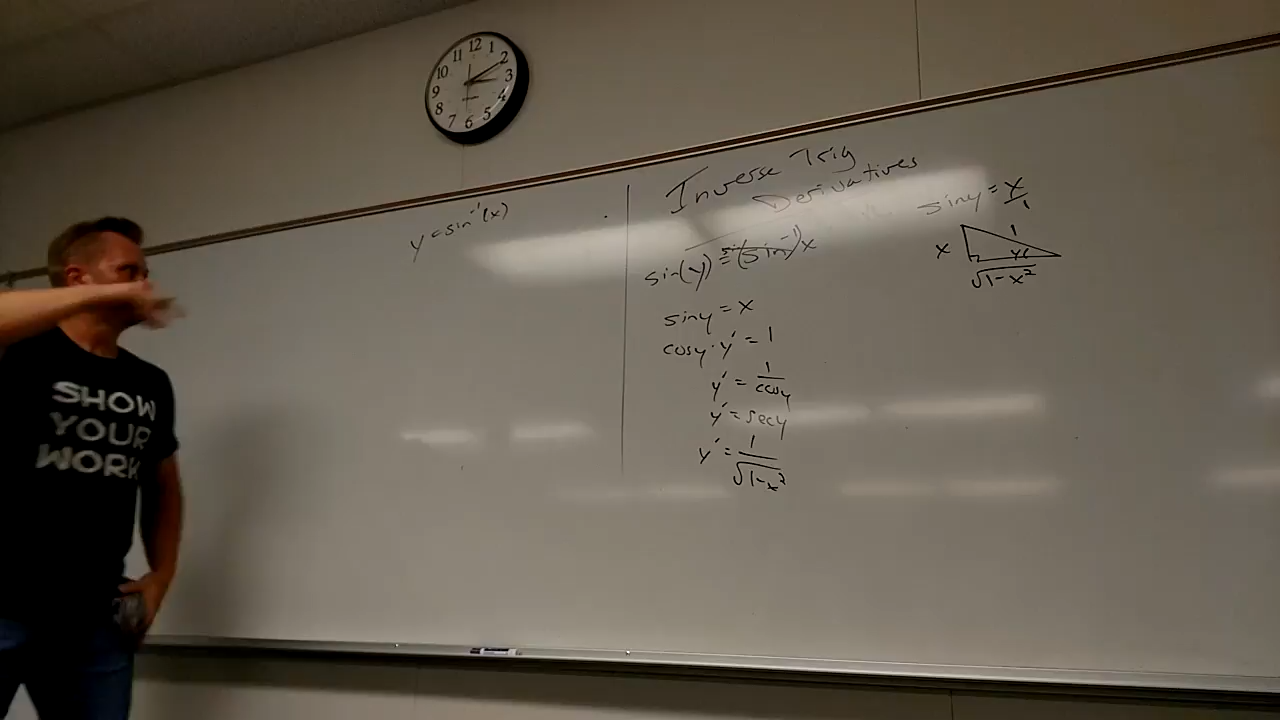 12
11 1
10 2
9 3
8 4
7 6 5
SHOW
YOUR
WORK
y = sin⁻¹(x)
Inverse Trig
Derivatives
sin(y) = sin(sin⁻¹)x
sin y = x
cos y · y' = 1
y' = 1/cos y
y' = sec y
y' = 1/√(1-x²)
sin y = x/1
1
x y
√(1-x²)